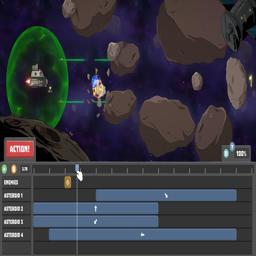 ACTION!
100%
ENEMIES
ASTEROID 1
ASTEROID 2
ASTEROID 3
ASTEROID 4